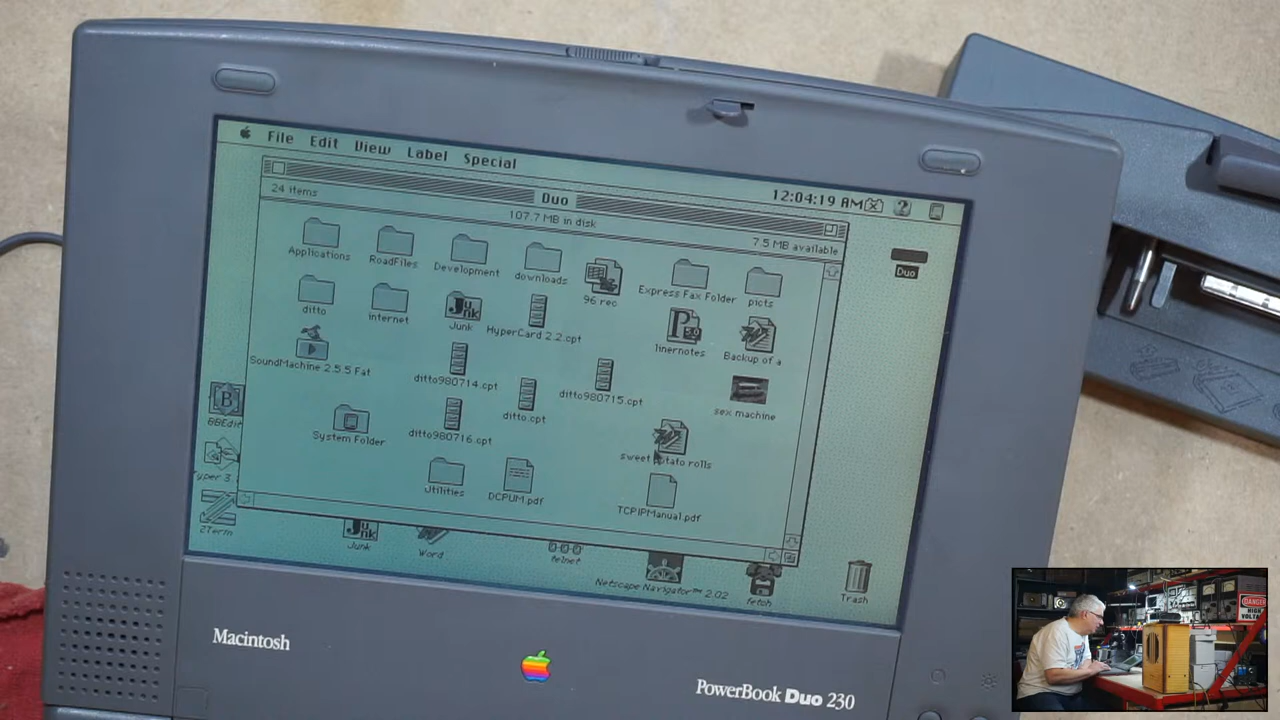 File Edit View Label Special
12:04:19 AM
Duo
24 items
107.7 MB in disk
7.5 MB available
Applications
RoadFiles
Development
downloads
96 rec
Express Fax Folder
picts
Duo
ditto
internet
Junk
HyperCard 2.2.cpt
linernotes
Backup of a
SoundMachine 2.5.5 Fat
ditto980714.cpt
ditto.cpt
ditto980715.cpt
sex machine
BBEdit
System Folder
ditto980716.cpt
sweet potato rolls
Utilities
DCPUM.pdf
TCPIPManual.pdf
ZTerm
Junk
Word
telnet
Netscape Navigator™ 2.02
fetch
Trash
Macintosh
PowerBook Duo 230
DANGER
HIGH